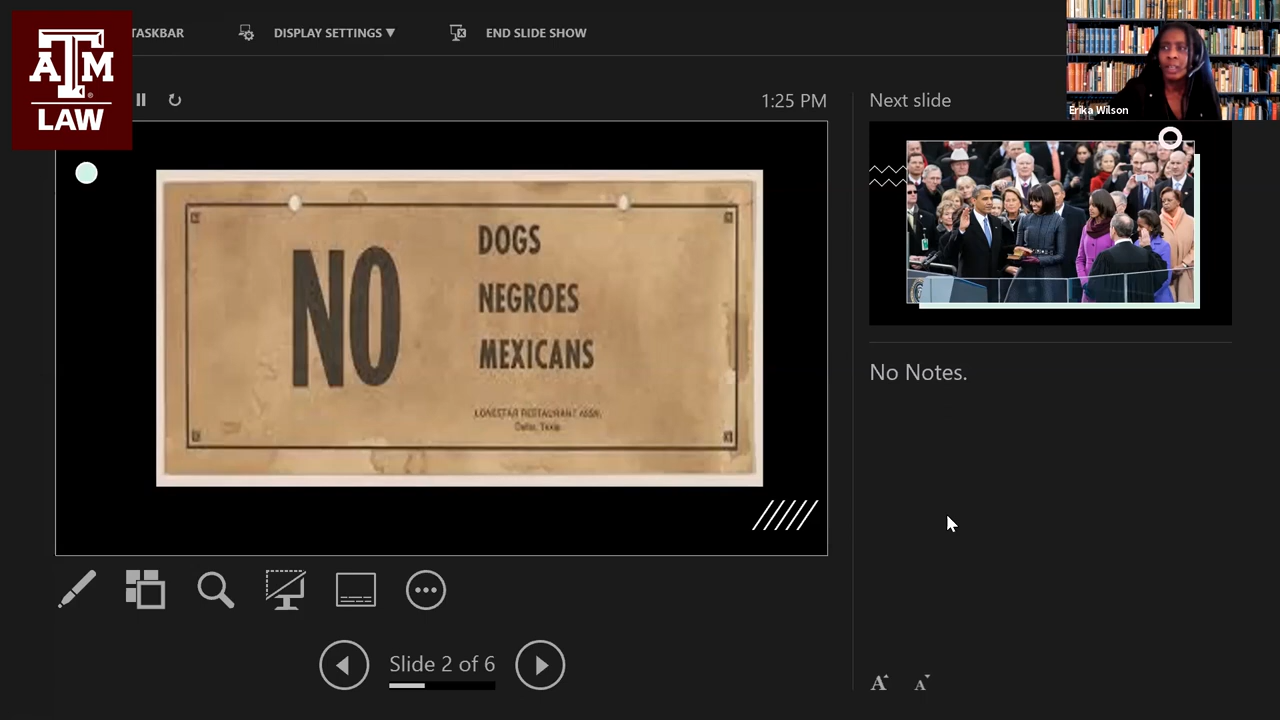 TASKBAR
DISPLAY SETTINGS ▼
END SLIDE SHOW
ATM
LAW
Erika Wilson
1:25 PM
Next slide
NO
DOGS
NEGROES
MEXICANS
LONESTAR RESTAURANT ASSN.
Dallas, Texas
No Notes.
Slide 2 of 6
A A